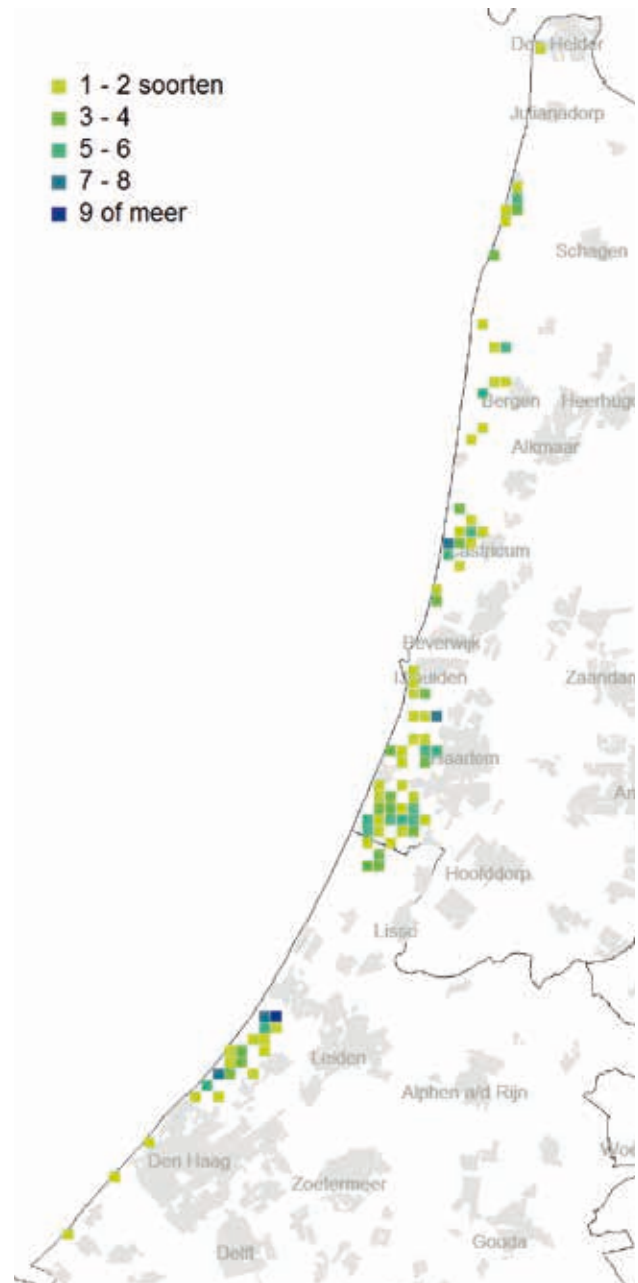 1 - 2 soorten
3 - 4
5 - 6
7 - 8
9 of meer
Den Helder
Julianadorp
Schagen
Bergen
Heerhugo
Alkmaar
Castricum
Beverwijk
IJmuiden
Zaandam
Haarlem
Hoofddorp
Lisse
Leiden
Alphen a/d Rijn
Den Haag
Zoetermeer
Delft
Gouda